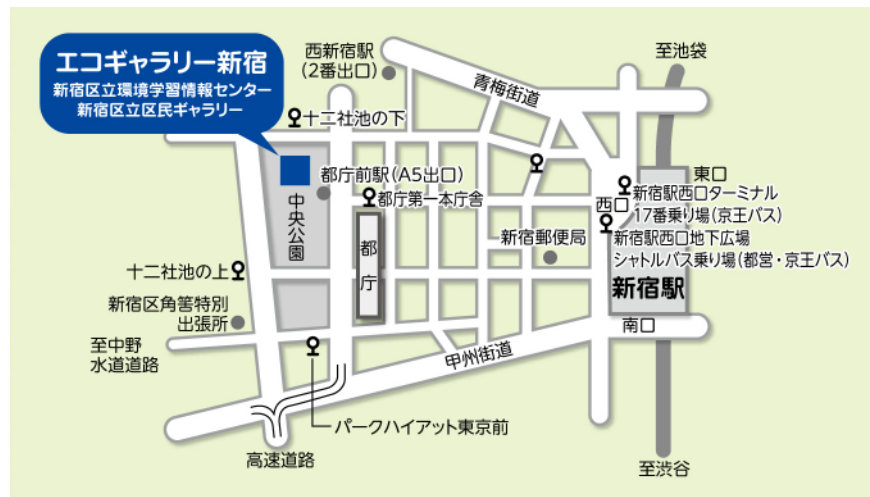 エコギャラリー新宿
新宿区立環境学習情報センター
新宿区立区民ギャラリー
西新宿駅
(2番出口)
至池袋
青梅街道
十二社池の下
都庁前駅(A5出口)
都庁第一本庁舎
中央公園
都庁
東口
西口
新宿駅西口ターミナル
17番乗り場(京王バス)
新宿駅西口地下広場
シャトルバス乗り場(都営・京王バス)
新宿郵便局
新宿駅
南口
十二社池の上
新宿区角筈特別
出張所
至中野
水道道路
甲州街道
パークハイアット東京前
高速道路
至渋谷